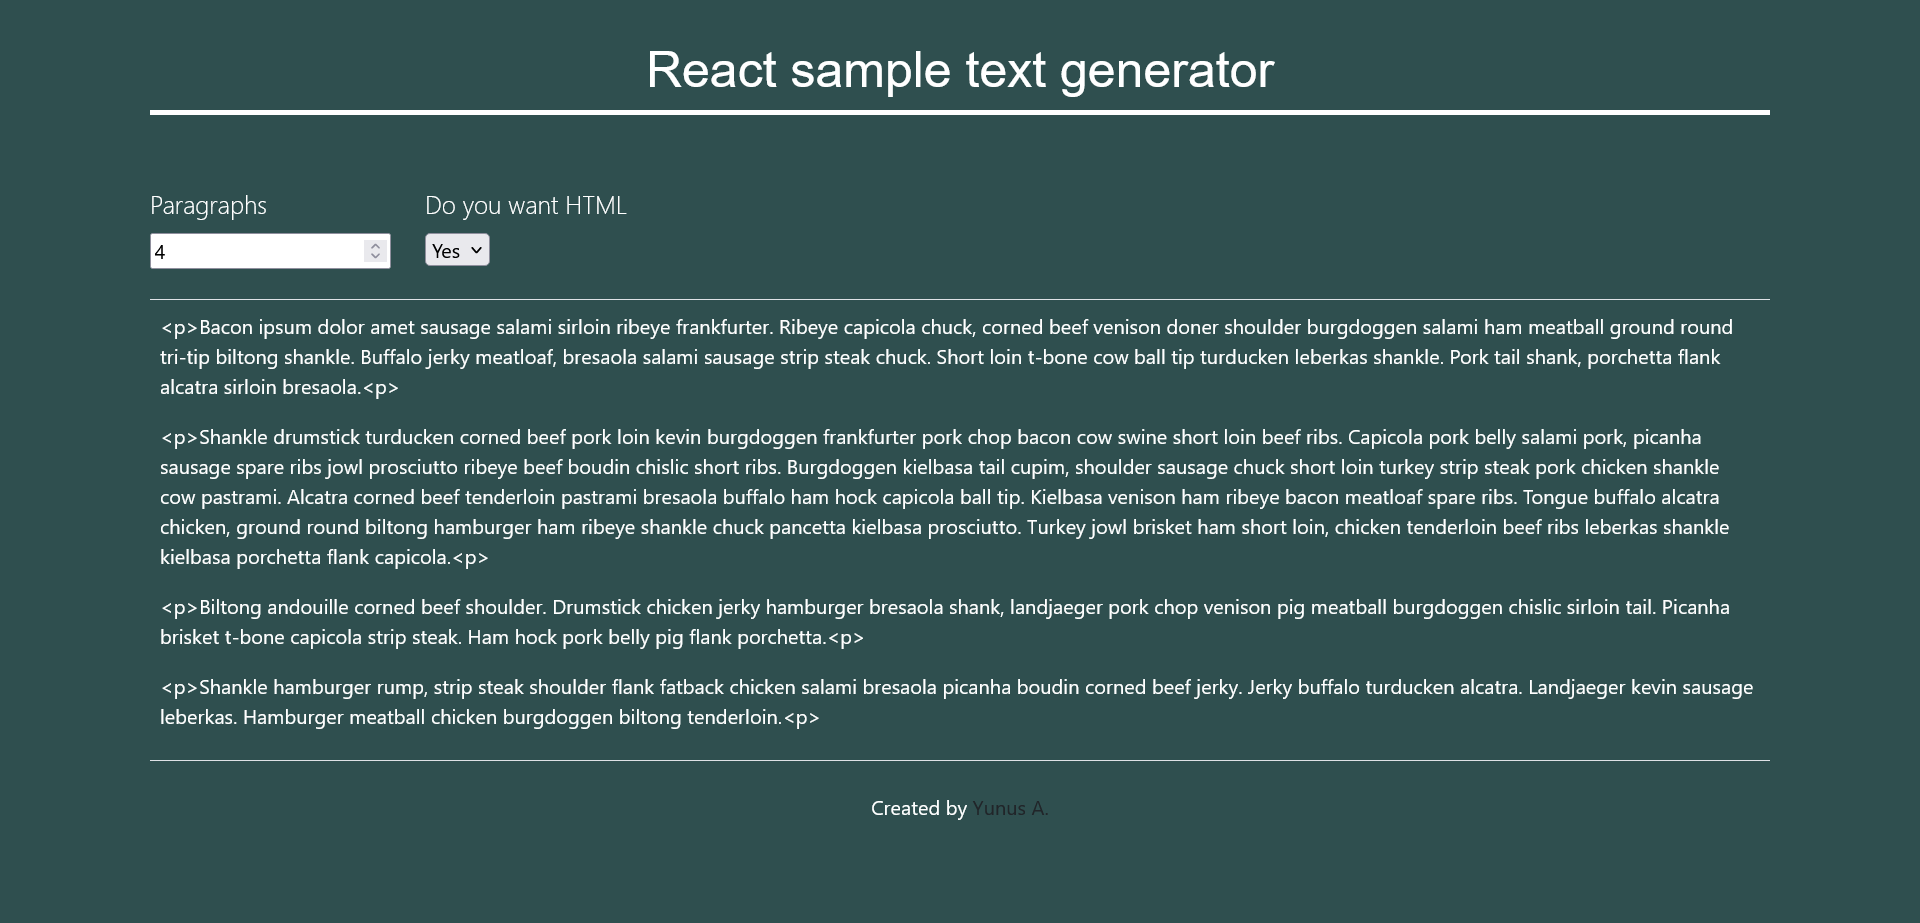 React sample text generator
Paragraphs
Do you want HTML
4
Yes
<p>Bacon ipsum dolor amet sausage salami sirloin ribeye frankfurter. Ribeye capicola chuck, corned beef venison doner shoulder burgdoggen salami ham meatball ground round
tri-tip biltong shankle. Buffalo jerky meatloaf, bresaola salami sausage strip steak chuck. Short loin t-bone cow ball tip turducken leberkas shankle. Pork tail shank, porchetta flank
alcatra sirloin bresaola.<p>
<p>Shankle drumstick turducken corned beef pork loin kevin burgdoggen frankfurter pork chop bacon cow swine short loin beef ribs. Capicola pork belly salami pork, picanha
sausage spare ribs jowl prosciutto ribeye beef boudin chislic short ribs. Burgdoggen kielbasa tail cupim, shoulder sausage chuck short loin turkey strip steak pork chicken shankle
cow pastrami. Alcatra corned beef tenderloin pastrami bresaola buffalo ham hock capicola ball tip. Kielbasa venison ham ribeye bacon meatloaf spare ribs. Tongue buffalo alcatra
chicken, ground round biltong hamburger ham ribeye shankle chuck pancetta kielbasa prosciutto. Turkey jowl brisket ham short loin, chicken tenderloin beef ribs leberkas shankle
kielbasa porchetta flank capicola.<p>
<p>Biltong andouille corned beef shoulder. Drumstick chicken jerky hamburger bresaola shank, landjaeger pork chop venison pig meatball burgdoggen chislic sirloin tail. Picanha
brisket t-bone capicola strip steak. Ham hock pork belly pig flank porchetta.<p>
<p>Shankle hamburger rump, strip steak shoulder flank fatback chicken salami bresaola picanha boudin corned beef jerky. Jerky buffalo turducken alcatra. Landjaeger kevin sausage
leberkas. Hamburger meatball chicken burgdoggen biltong tenderloin.<p>
Created by Yunus A.